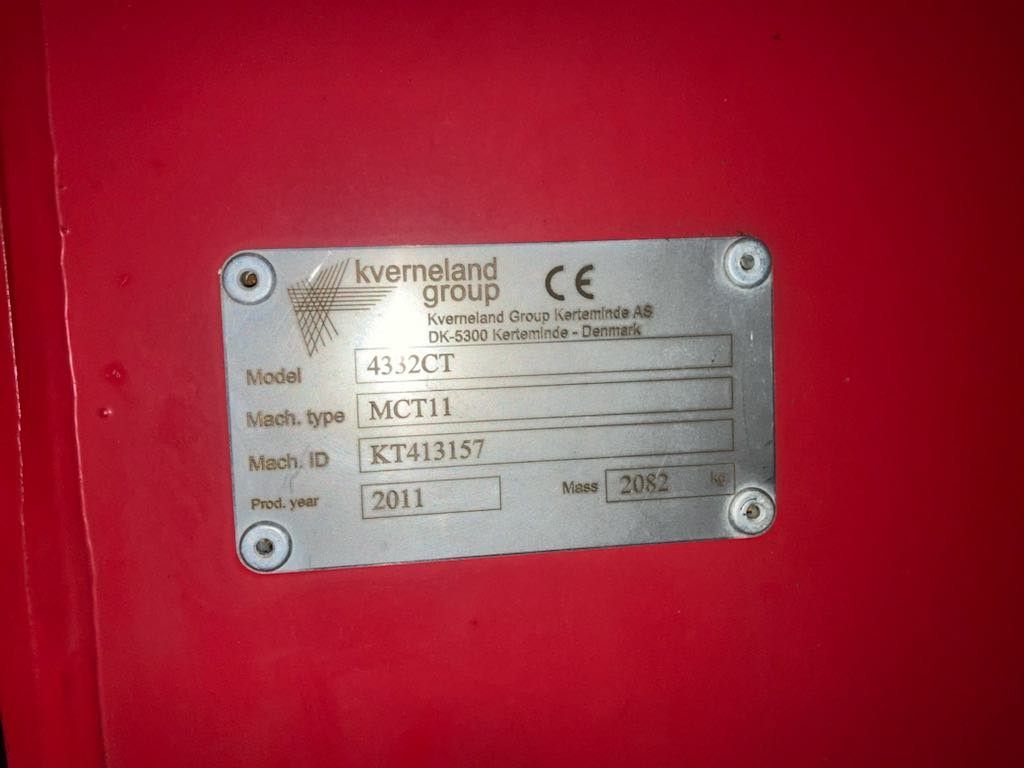 kverneland
group
CE
Kverneland Group Kerteminde AS
DK-5300 Kerteminde - Denmark
Model 4332CT
Mach. type MCT11
Mach. ID KT413157
Prod. year 2011 Mass 2082 kg